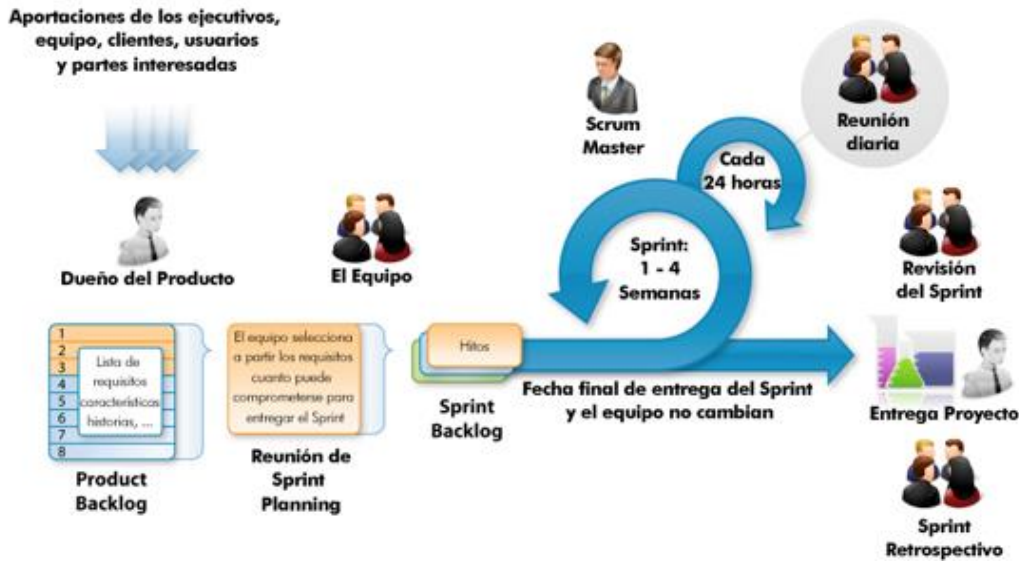 Aportaciones de los ejecutivos,
equipo, clientes, usuarios
y partes interesadas
Dueño del Producto
El Equipo
Scrum
Master
Cada
24 horas
Reunión
diaria
Sprint:
1 - 4
Semanas
Revisión
del Sprint
1
2
3
4
5
6
7
8
Lista de
requisitos
características
historias, ...
Product
Backlog
El equipo selecciona
a partir los requisitos
cuanto puede
comprometerse para
entregar el Sprint
Reunión de
Sprint
Planning
Hitos
Sprint
Backlog
Fecha final de entrega del Sprint
y el equipo no cambian
Entrega Proyecto
Sprint
Retrospectivo